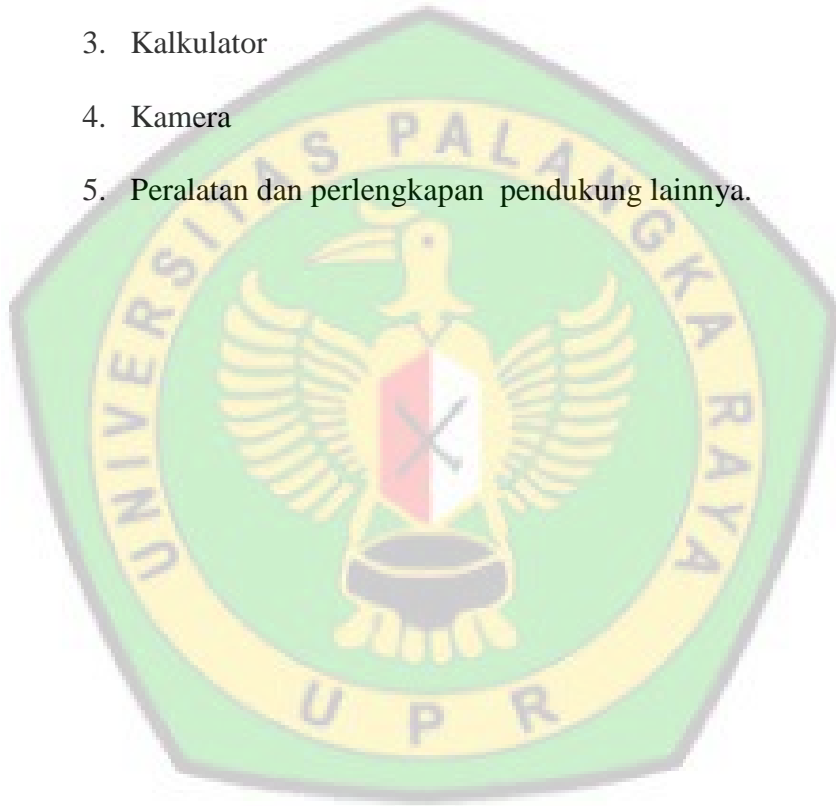 3. Kalkulator
4. Kamera
5. Peralatan dan perlengkapan pendukung lainnya.
UNIVERSITAS PALANGKA RAYA
UPR